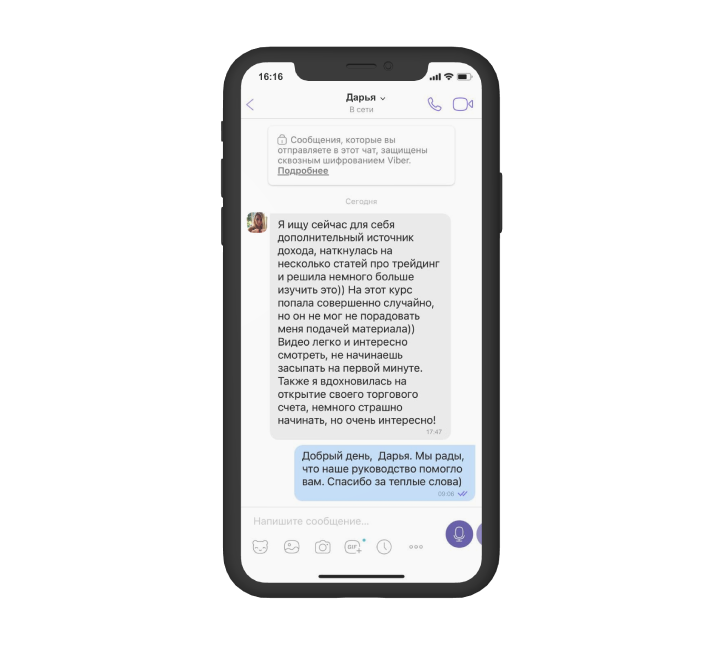 16:16
Дарья
В сети
Сообщения, которые вы
отправляете в этот чат, защищены
сквозным шифрованием Viber.
Подробнее
Сегодня
Я ищу сейчас для себя
дополнительный источник
дохода, наткнулась на
несколько статей про трейдинг
и решила немного больше
изучить это)) На этот курс
попала совершенно случайно,
но он не мог не порадовать
меня подачей материала))
Видео легко и интересно
смотреть, не начинаешь
засыпать на первой минуте.
Также я вдохновилась на
открытие своего торгового
счета, немного страшно
начинать, но очень интересно!
17:47
Добрый день, Дарья. Мы рады,
что наше руководство помогло
вам. Спасибо за теплые слова)
09:06
Напишите сообщение...
GIF